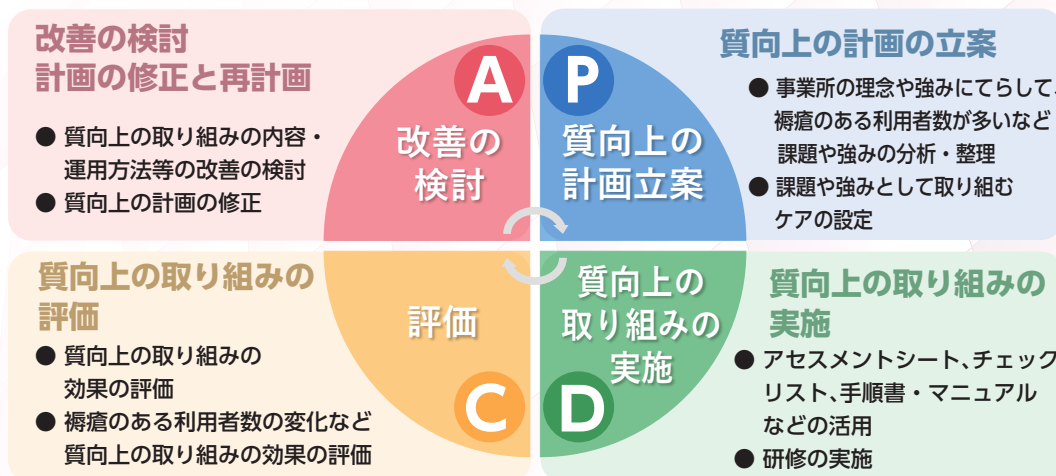 改善の検討
計画の修正と再計画
● 質向上の取り組みの内容・
運用方法等の改善の検討
● 質向上の計画の修正
A
改善の
検討
P
質向上の
計画立案
質向上の計画の立案
● 事業所の理念や強みにてらして、
褥瘡のある利用者数が多いなど
課題や強みの分析・整理
● 課題や強みとして取り組む
ケアの設定
質向上の取り組みの
評価
● 質向上の取り組みの
効果の評価
● 褥瘡のある利用者数の変化など
質向上の取り組みの効果の評価
評価
C
質向上の
取り組みの
実施
D
質向上の取り組みの
実施
● アセスメントシート、チェック
リスト、手順書・マニュアル
などの活用
● 研修の実施